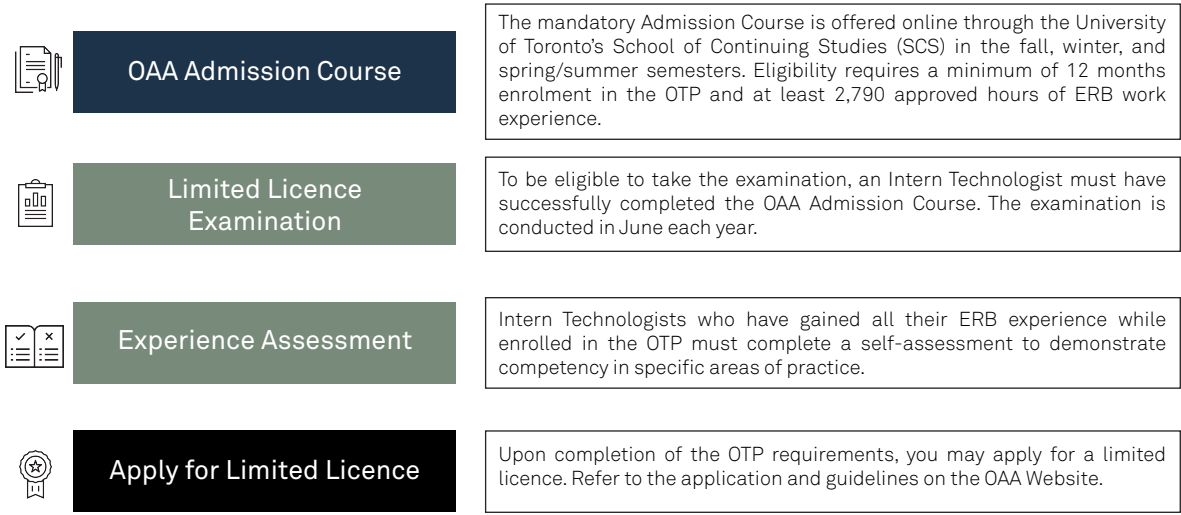 OAA Admission Course
The mandatory Admission Course is offered online through the University
of Toronto's School of Continuing Studies (SCS) in the fall, winter, and
spring/summer semesters. Eligibility requires a minimum of 12 months
enrolment in the OTP and at least 2,790 approved hours of ERB work
experience.
Limited Licence
Examination
To be eligible to take the examination, an Intern Technologist must have
successfully completed the OAA Admission Course. The examination is
conducted in June each year.
Experience Assessment
Intern Technologists who have gained all their ERB experience while
enrolled in the OTP must complete a self-assessment to demonstrate
competency in specific areas of practice.
Apply for Limited Licence
Upon completion of the OTP requirements, you may apply for a limited
licence. Refer to the application and guidelines on the OAA Website.